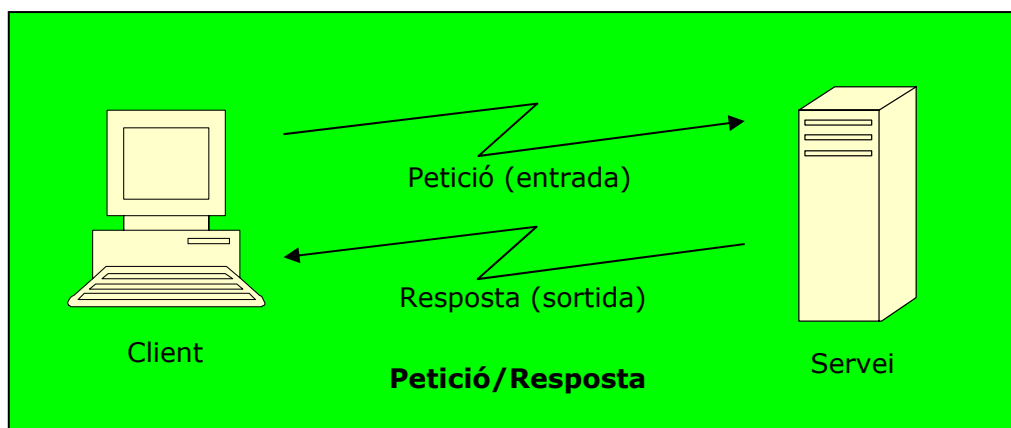 Petició (entrada)
Resposta (sortida)
Client
Servei
Petició/Resposta